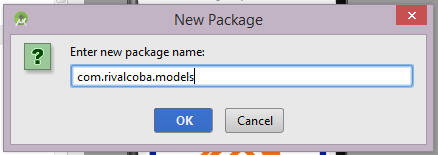 New Package
Enter new package name:
com.rivalcoba.models
OK
Cancel